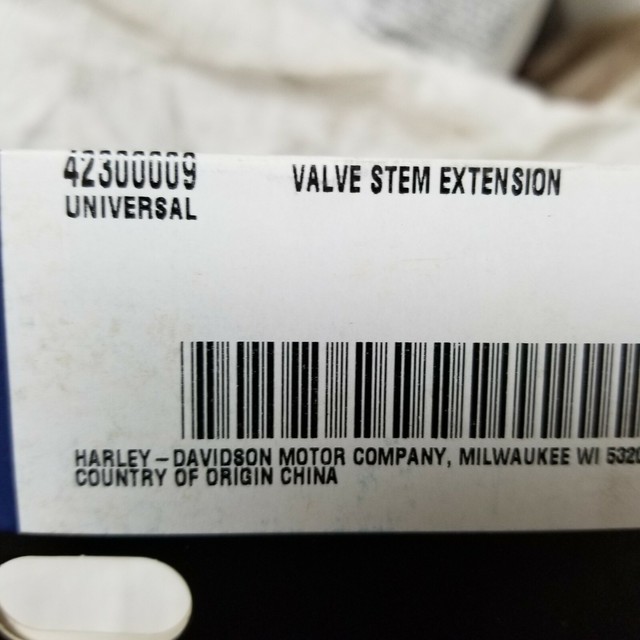 42300009 VALVE STEM EXTENSION
UNIVERSAL
HARLEY-DAVIDSON MOTOR COMPANY, MILWAUKEE WI
COUNTRY OF ORIGIN CHINA